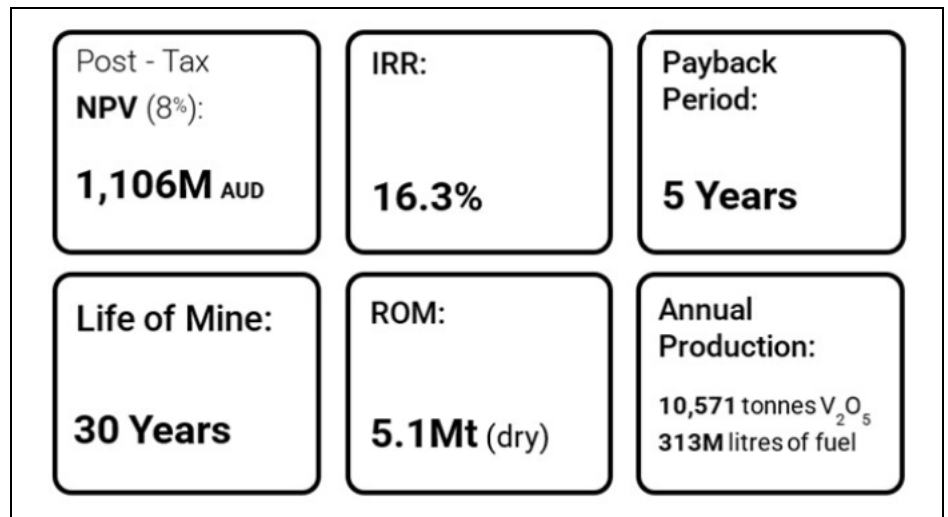 Post - Tax
NPV (8%):
1,106M AUD
IRR:
16.3%
Payback
Period:
5 Years
Life of Mine:
30 Years
ROM:
5.1Mt (dry)
Annual
Production:
10,571 tonnes V₂O₅
313M litres of fuel